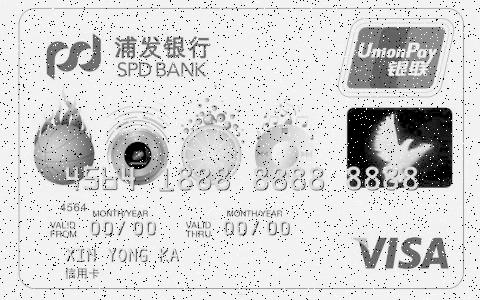 浦发银行
SPD BANK
UnionPay
银联
4564 1888 8888 8888
4564
MONTH/YEAR MONTH/YEAR
VALID FROM 00/00 VALID THRU 00/00
XIN YONG KA
信用卡
VISA